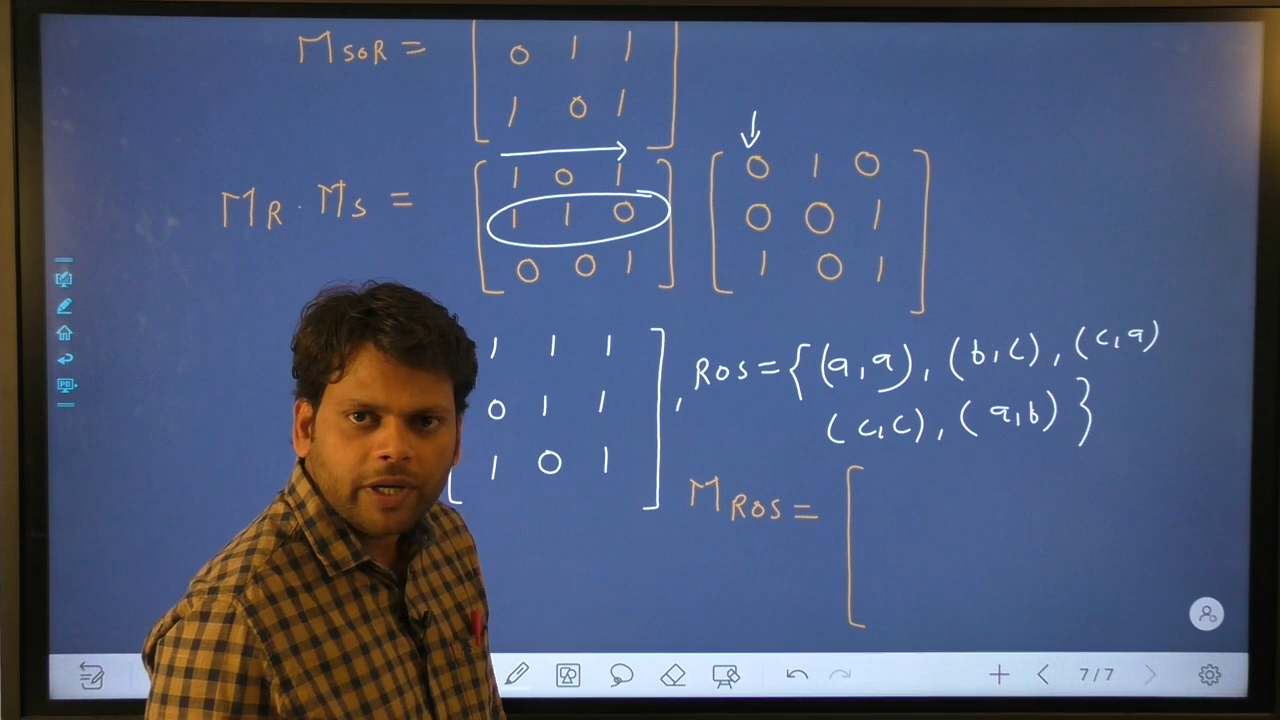 M SOR = [ 0 1 1
1 0 1 ]
MR . MS = [ 1 0 1 ] [ 0 1 0 ]
1 1 0 0 0 1
0 0 1 1 0 1
1 1 1 ] , ROS = { (a,a), (b,c), (c,a)
0 1 1 (c,c), (a,b) }
1 0 1
M ROS = [
7/7